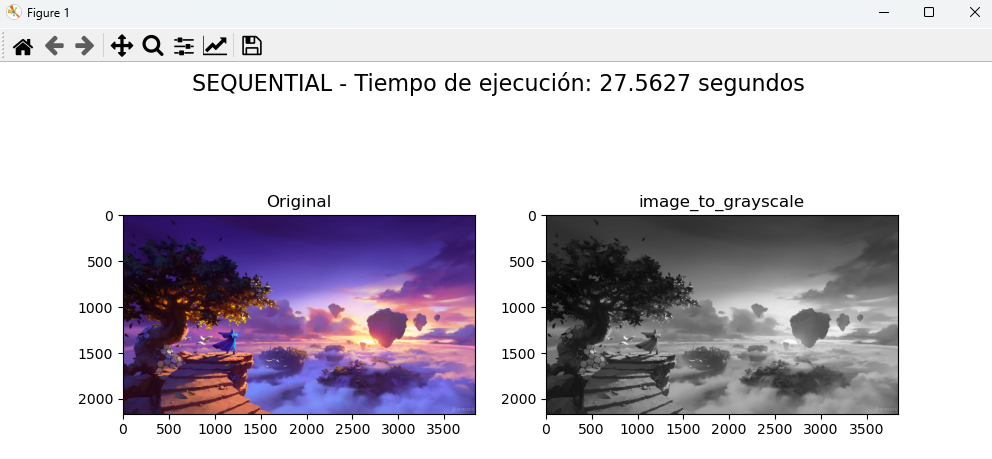 Figure 1
SEQUENTIAL - Tiempo de ejecución: 27.5627 segundos
Original
image_to_grayscale
0
500
1000
1500
2000
0 500 1000 1500 2000 2500 3000 3500
0
500
1000
1500
2000
0 500 1000 1500 2000 2500 3000 3500